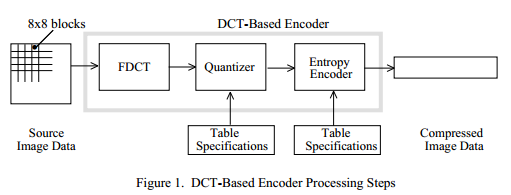 8x8 blocks
DCT-Based Encoder
FDCT
Quantizer
Entropy
Encoder
Source
Image Data
Table
Specifications
Table
Specifications
Compressed
Image Data
Figure 1. DCT-Based Encoder Processing Steps